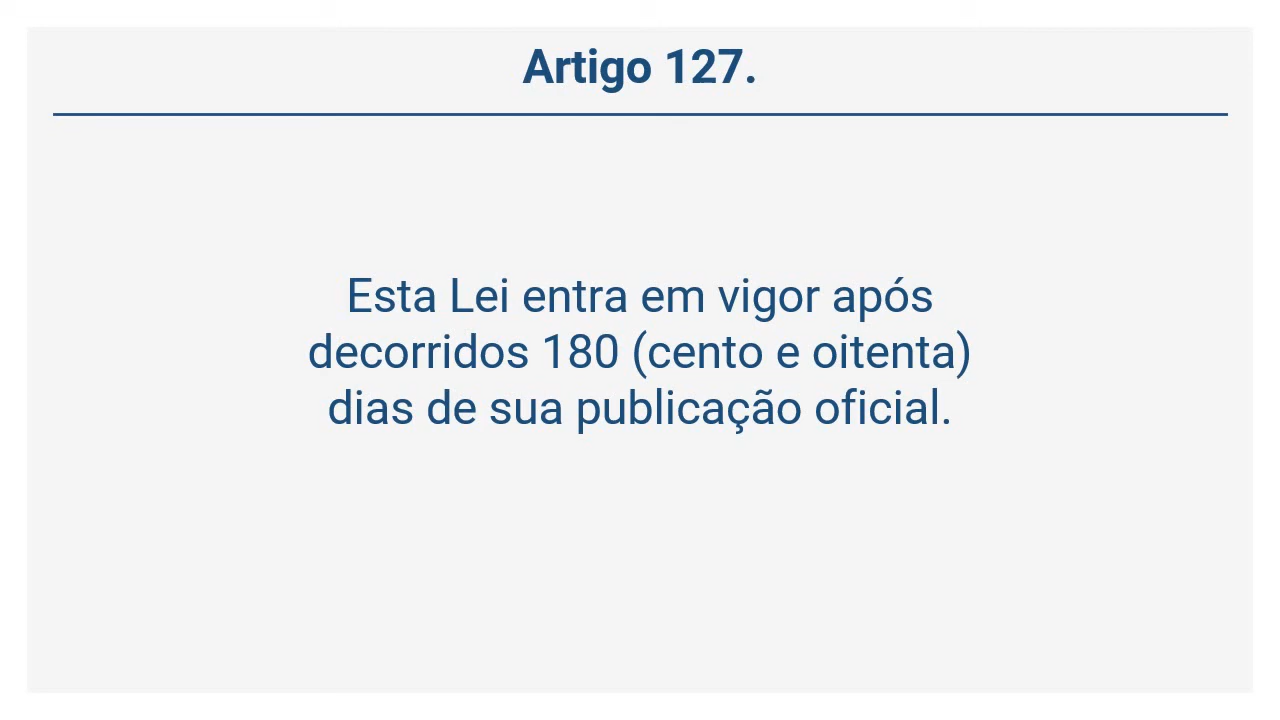 Artigo 127.
Esta Lei entra em vigor após
decorridos 180 (cento e oitenta)
dias de sua publicação oficial.